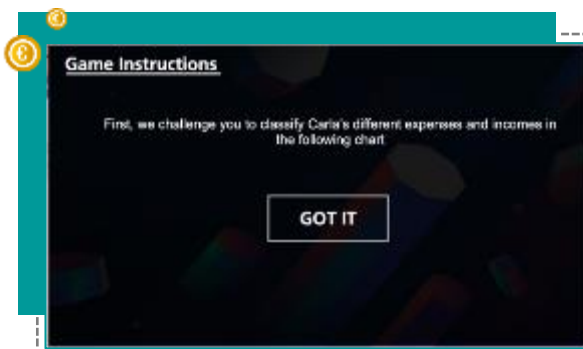 Game Instructions
First, we challenge you to classify Carla's different expenses and incomes in
the following chart
GOT IT